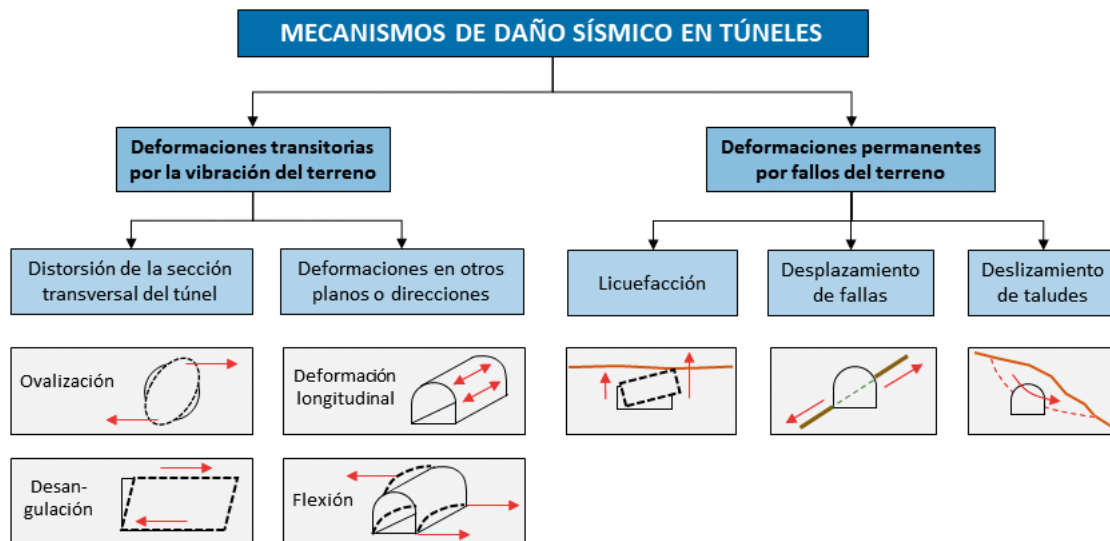 MECANISMOS DE DAÑO SÍSMICO EN TÚNELES
Deformaciones transitorias
por la vibración del terreno
Deformaciones permanentes
por fallos del terreno
Distorsión de la sección
transversal del túnel
Deformaciones en otros
planos o direcciones
Licuefacción
Desplazamiento
de fallas
Deslizamiento
de taludes
Ovalización
Deformación
longitudinal
Desan-
gulación
Flexión